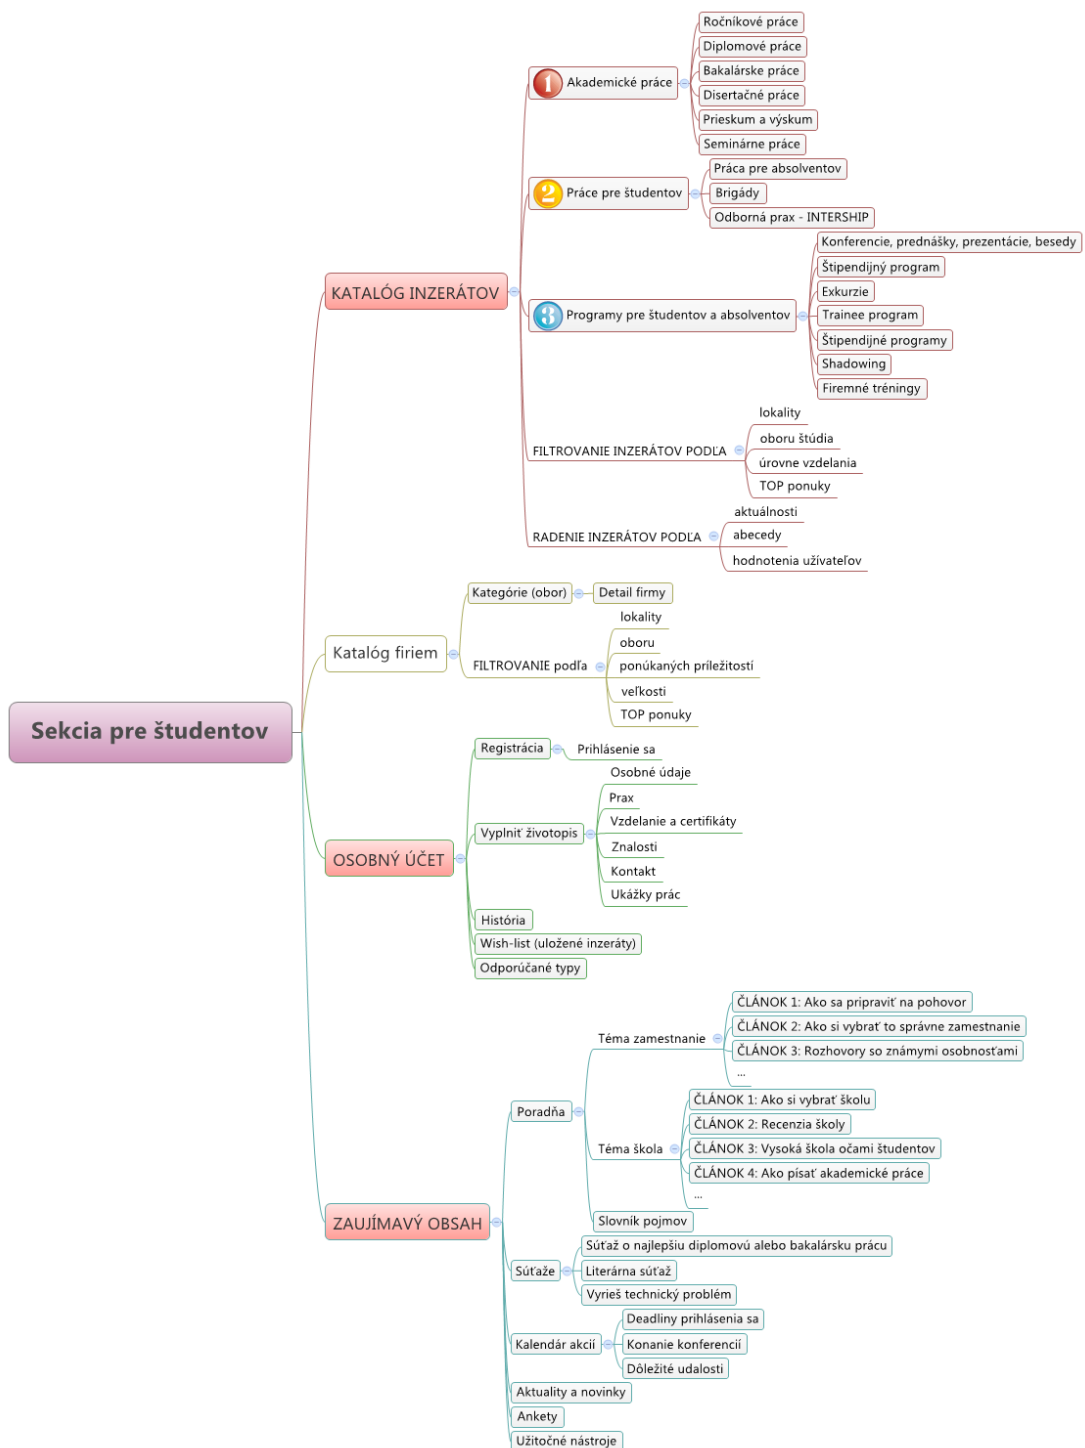 Sekcia pre študentov
KATALÓG INZERÁTOV
1 Akademické práce
Ročníkové práce
Diplomové práce
Bakalárske práce
Disertačné práce
Prieskum a výskum
Seminárne práce
2 Práce pre študentov
Práca pre absolventov
Brigády
Odborná prax - INTERSHIP
3 Programy pre študentov a absolventov
Konferencie, prednášky, prezentácie, besedy
Štipendijný program
Exkurzie
Trainee program
Štipendijné programy
Shadowing
Firemné tréningy
FILTROVANIE INZERÁTOV PODĽA
lokality
oboru štúdia
úrovne vzdelania
TOP ponuky
RADENIE INZERÁTOV PODĽA
aktuálnosti
abecedy
hodnotenia užívateľov
Katalóg firiem
Kategórie (obor)
Detail firmy
FILTROVANIE podľa
lokality
oboru
ponúkaných príležitostí
veľkosti
TOP ponuky
OSOBNÝ ÚČET
Registrácia
Prihlásenie sa
Vyplniť životopis
Osobné údaje
Prax
Vzdelanie a certifikáty
Znalosti
Kontakt
Ukážky prác
História
Wish-list (uložené inzeráty)
Odporúčané typy
ZAUJÍMAVÝ OBSAH
Poradňa
Téma zamestnanie
ČLÁNOK 1: Ako sa pripraviť na pohovor
ČLÁNOK 2: Ako si vybrať to správne zamestnanie
ČLÁNOK 3: Rozhovory so známymi osobnosťami
...
Téma škola
ČLÁNOK 1: Ako si vybrať školu
ČLÁNOK 2: Recenzia školy
ČLÁNOK 3: Vysoká škola očami študentov
ČLÁNOK 4: Ako písať akademické práce
...
Slovník pojmov
Súťaže
Súťaž o najlepšiu diplomovú alebo bakalársku prácu
Literárna súťaž
Vyrieš technický problém
Kalendár akcií
Deadliny prihlásenia sa
Konanie konferencií
Dôležité udalosti
Aktuality a novinky
Ankety
Užitočné nástroje